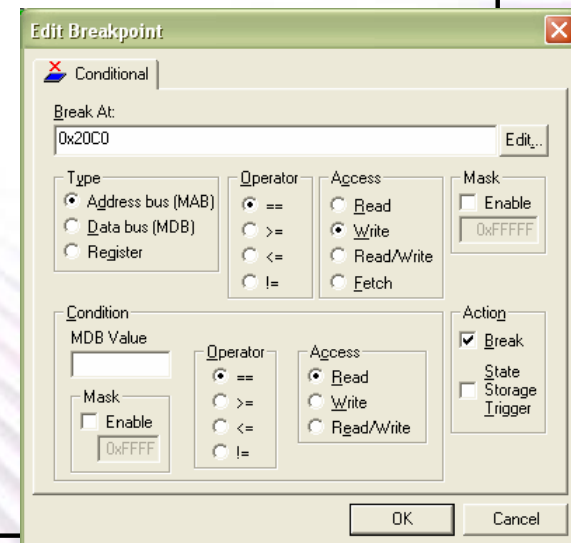 Edit Breakpoint
Conditional
Break At:
0x20C0
Edit...
Type
Address bus (MAB)
Data bus (MDB)
Register
Operator
==
>=
<=
!=
Access
Read
Write
Read/Write
Fetch
Mask
Enable
0xFFFFF
Condition
MDB Value
Mask
Enable
0xFFFF
Operator
==
>=
<=
!=
Access
Read
Write
Read/Write
Action
Break
State
Storage
Trigger
OK
Cancel